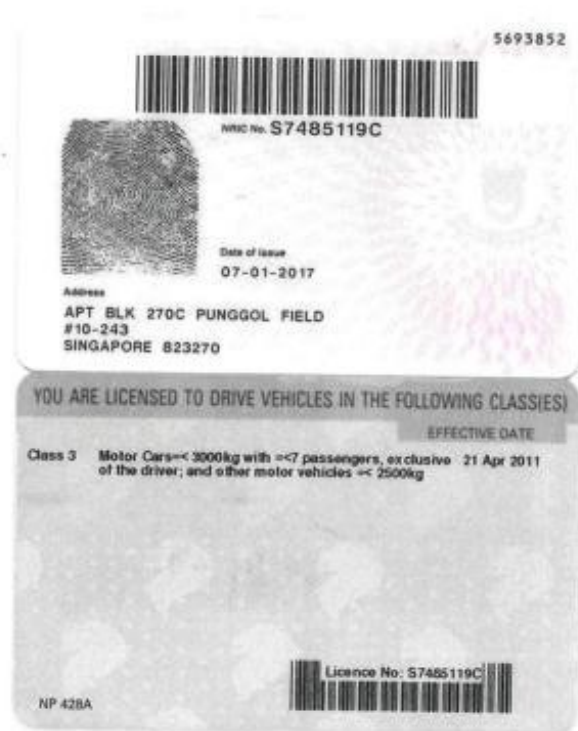 5693852
NRIC No. S7485119C
Date of issue
07-01-2017
Address
APT BLK 270C PUNGGOL FIELD
#10-243
SINGAPORE 823270
YOU ARE LICENSED TO DRIVE VEHICLES IN THE FOLLOWING CLASS(ES)
EFFECTIVE DATE
Class 3 Motor Cars=< 3000kg with =<7 passengers, exclusive 21 Apr 2011
of the driver; and other motor vehicles =< 2500kg
Licence No: S7485119C
NP 428A